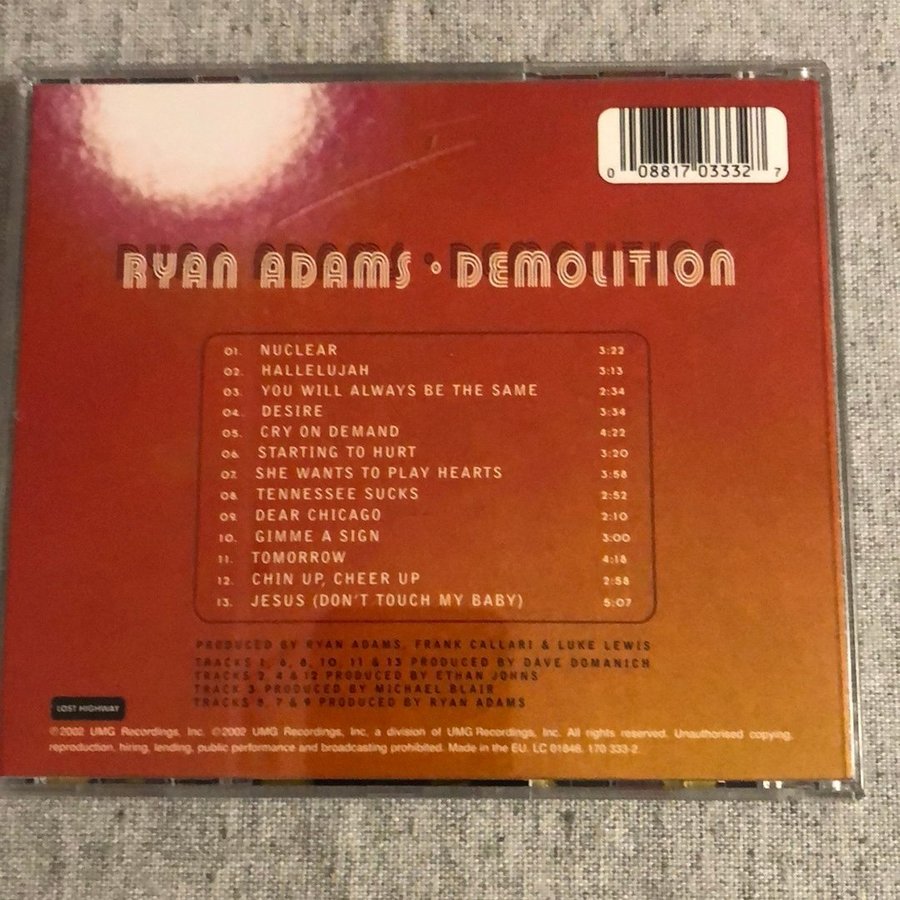 0 08817 03332 7
RYAN ADAMS • DEMOLITION
01. NUCLEAR 3:22
02. HALLELUJAH 3:13
03. YOU WILL ALWAYS BE THE SAME 2:34
04. DESIRE 3:34
05. CRY ON DEMAND 4:22
06. STARTING TO HURT 3:20
07. SHE WANTS TO PLAY HEARTS 3:58
08. TENNESSEE SUCKS 2:52
09. DEAR CHICAGO 2:10
10. GIMME A SIGN 3:00
11. TOMORROW 4:18
12. CHIN UP, CHEER UP 2:58
13. JESUS (DON'T TOUCH MY BABY) 5:07
PRODUCED BY RYAN ADAMS, FRANK CALLARI & LUKE LEWIS
TRACKS 1, 6, 8, 10, 11 & 13 PRODUCED BY DAVE DOMANICH
TRACKS 2, 4 & 12 PRODUCED BY ETHAN JOHNS
TRACK 3 PRODUCED BY MICHAEL BLAIR
TRACKS 5, 7 & 9 PRODUCED BY RYAN ADAMS
LOST HIGHWAY
℗2002 UMG Recordings, Inc. ©2002 UMG Recordings, Inc, a division of UMG Recordings, Inc. All rights reserved. Unauthorised copying,
reproduction, hiring, lending, public performance and broadcasting prohibited. Made in the EU. LC 01846. 170 333-2